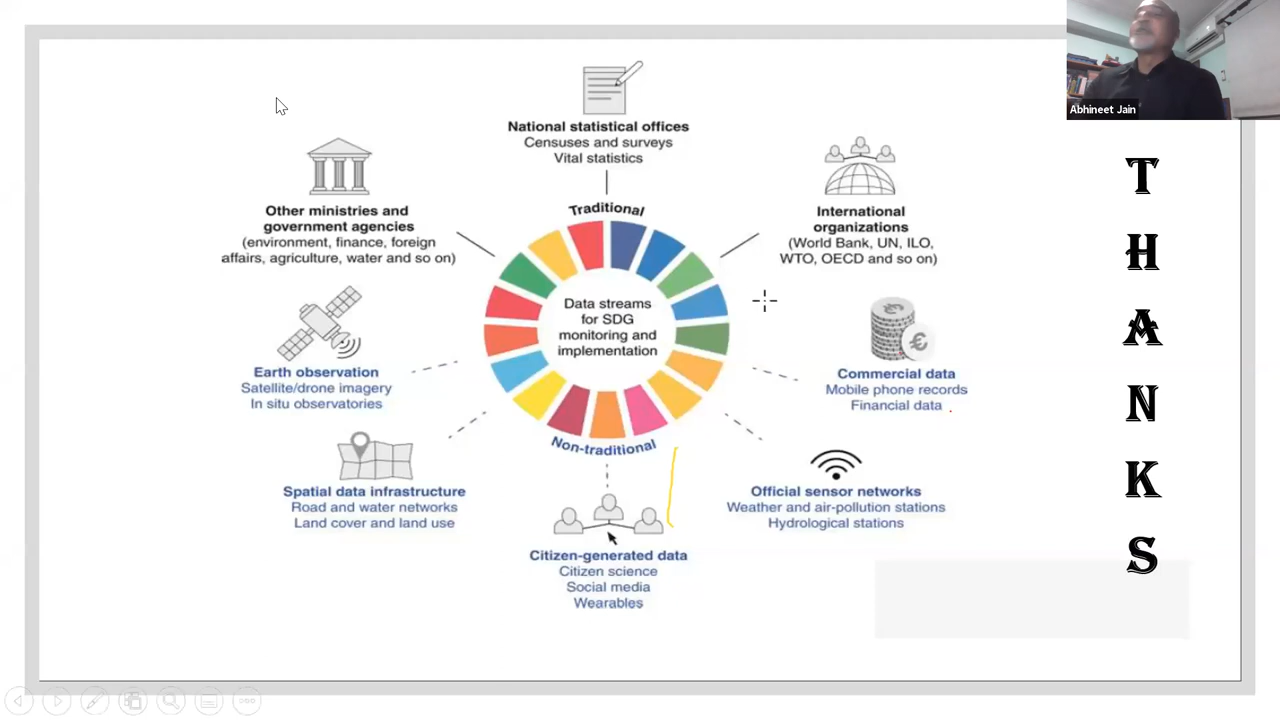 Abhineet Jain
National statistical offices
Censuses and surveys
Vital statistics
Other ministries and
government agencies
(environment, finance, foreign
affairs, agriculture, water and so on)
International
organizations
(World Bank, UN, ILO,
WTO, OECD and so on)
Traditional
Data streams
for SDG
monitoring and
implementation
Non-traditional
Earth observation
Satellite/drone imagery
In situ observatories
Commercial data
Mobile phone records
Financial data
Spatial data infrastructure
Road and water networks
Land cover and land use
Official sensor networks
Weather and air-pollution stations
Hydrological stations
Citizen-generated data
Citizen science
Social media
Wearables
T
H
A
N
K
S